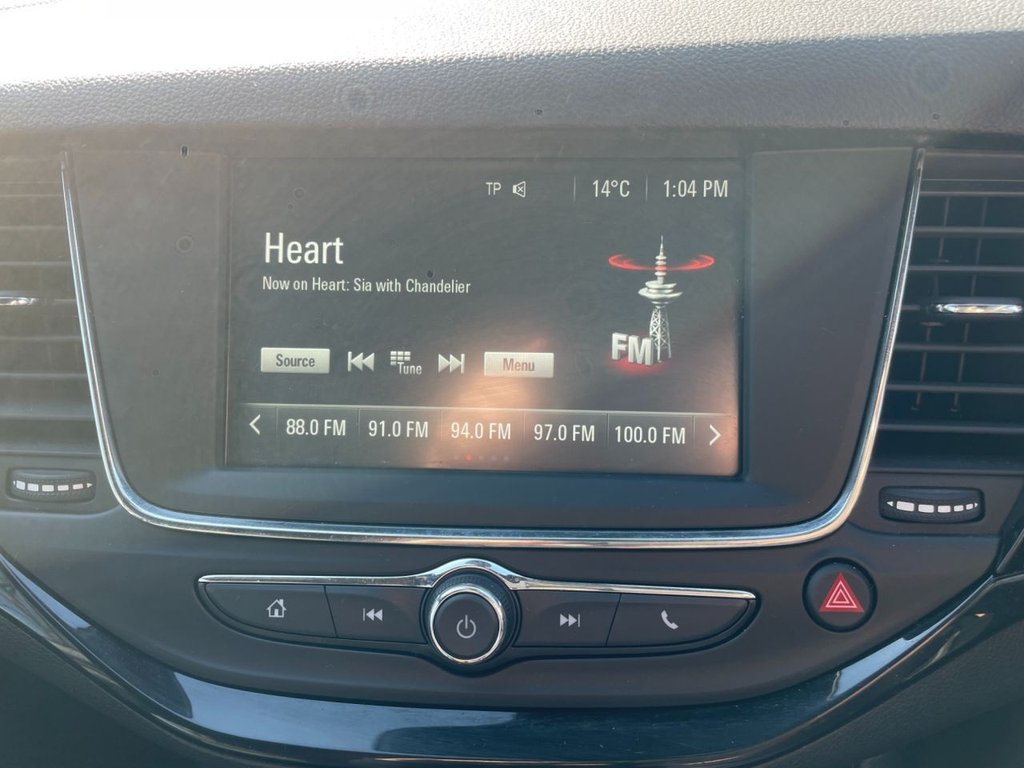 TP 14°C 1:04 PM
Heart
Now on Heart: Sia with Chandelier
FM
Source Tune Menu
88.0 FM 91.0 FM 94.0 FM 97.0 FM 100.0 FM